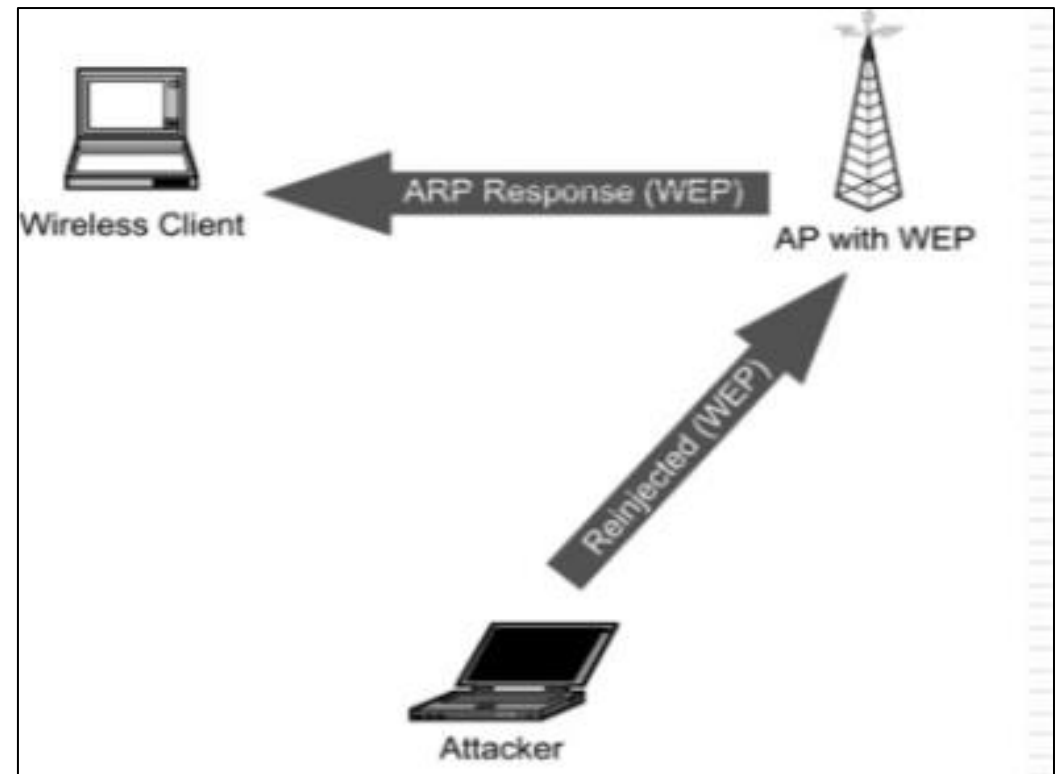 ARP Response (WEP)
Wireless Client
AP with WEP
Reinjected (WEP)
Attacker